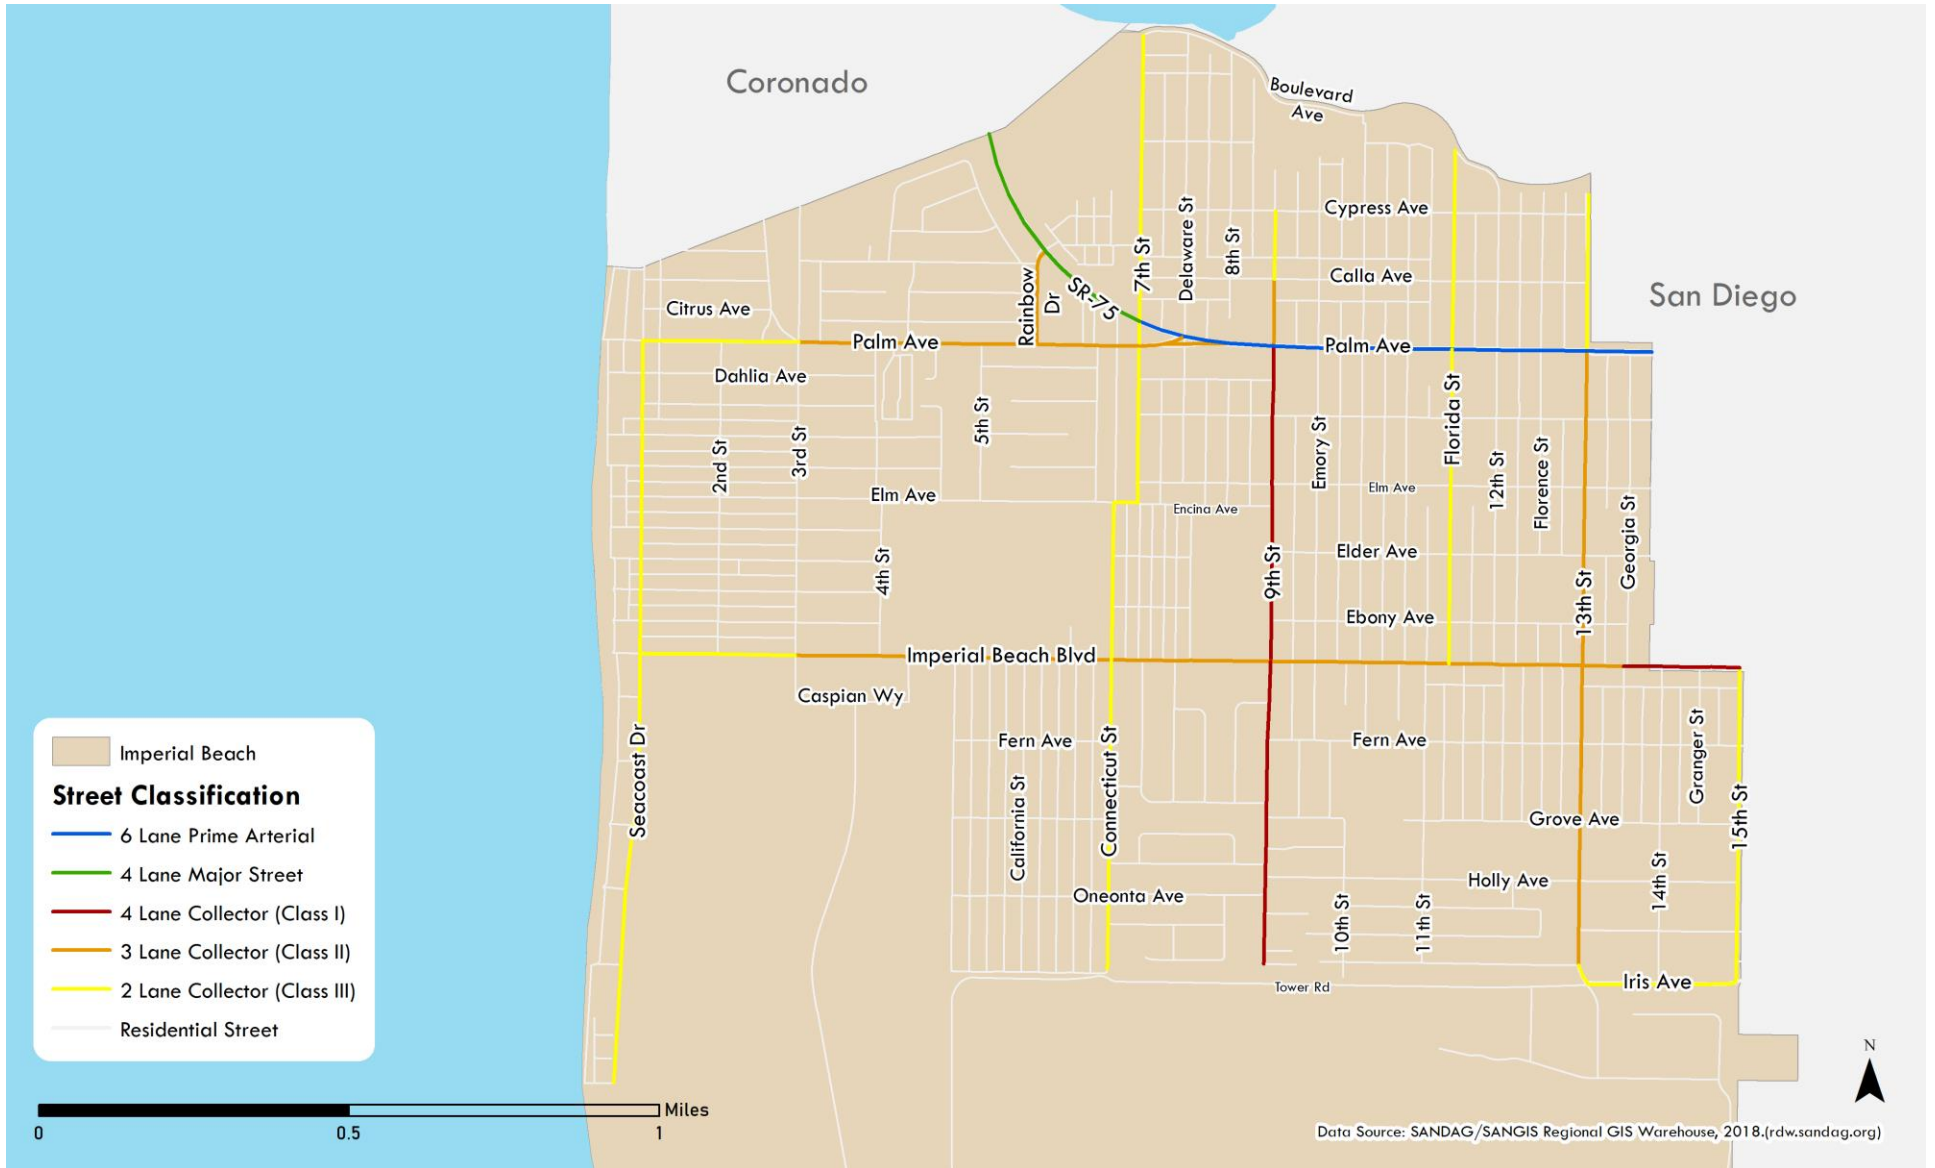 Coronado
Boulevard
Ave
Cypress Ave
Delaware St
8th St
7th St
Calla Ave
San Diego
Rainbow
Dr
SR-75
Citrus Ave
Palm Ave
Palm Ave
Dahlia Ave
5th St
Florida St
Emory St
2nd St
3rd St
Elm Ave
Elm Ave
12th St
Florence St
Encina Ave
Georgia St
4th St
9th St
Elder Ave
13th St
Ebony Ave
Imperial Beach Blvd
Caspian Wy
Seacoast Dr
Fern Ave
Connecticut St
Fern Ave
Granger St
California St
Grove Ave
15th St
Holly Ave
14th St
Oneonta Ave
10th St
11th St
Iris Ave
Tower Rd
Imperial Beach
Street Classification
6 Lane Prime Arterial
4 Lane Major Street
4 Lane Collector (Class I)
3 Lane Collector (Class II)
2 Lane Collector (Class III)
Residential Street
N
Miles
0 0.5 1
Data Source: SANDAG/SANGIS Regional GIS Warehouse, 2018.(rdw.sandag.org)